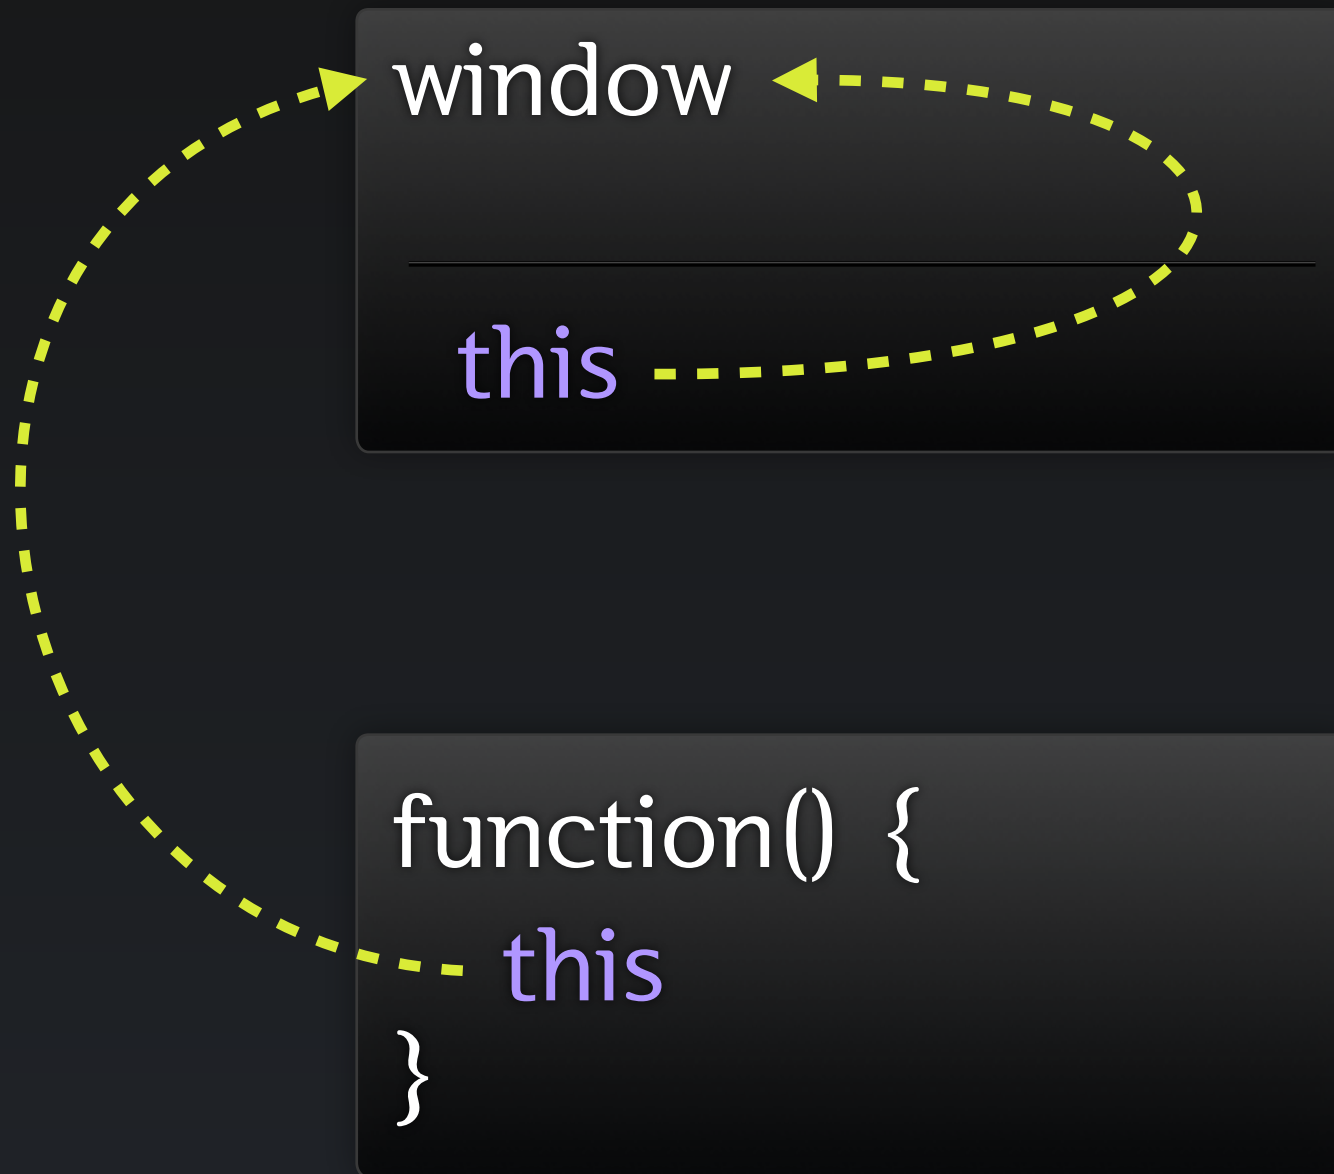 window
this
function() {
this
}